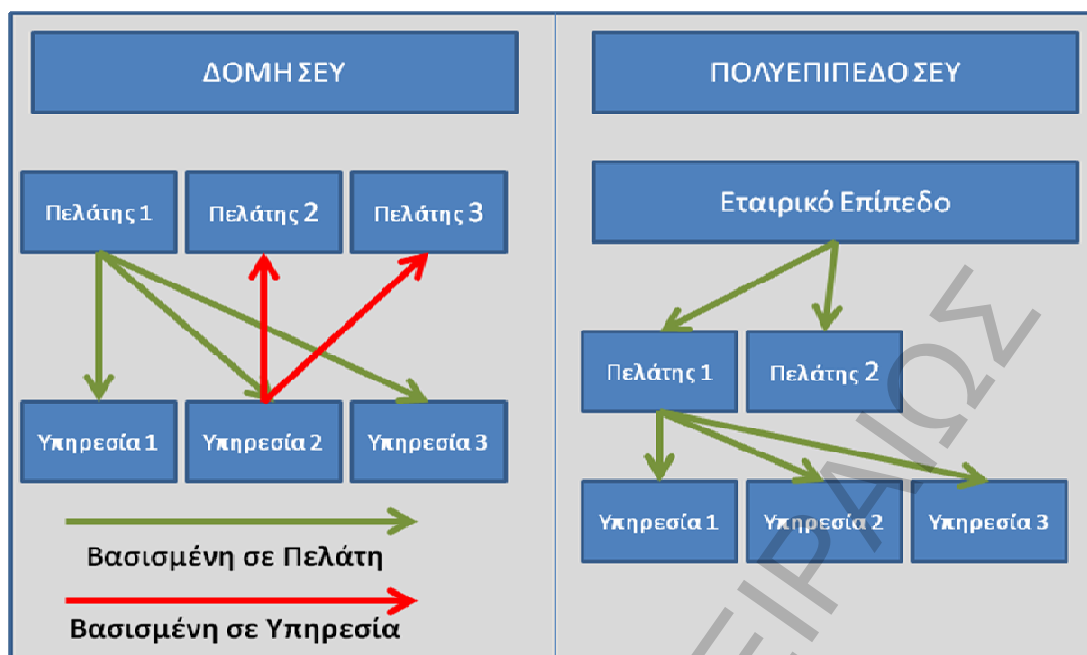 ΔΟΜΗ ΣΕΥ
Πελάτης 1
Πελάτης 2
Πελάτης 3
Υπηρεσία 1
Υπηρεσία 2
Υπηρεσία 3
Βασισμένη σε Πελάτη
Βασισμένη σε Υπηρεσία
ΠΟΛΥΕΠΙΠΕΔΟ ΣΕΥ
Εταιρικό Επίπεδο
Πελάτης 1
Πελάτης 2
Υπηρεσία 1
Υπηρεσία 2
Υπηρεσία 3
ΕΙΡΑΙΩΣ